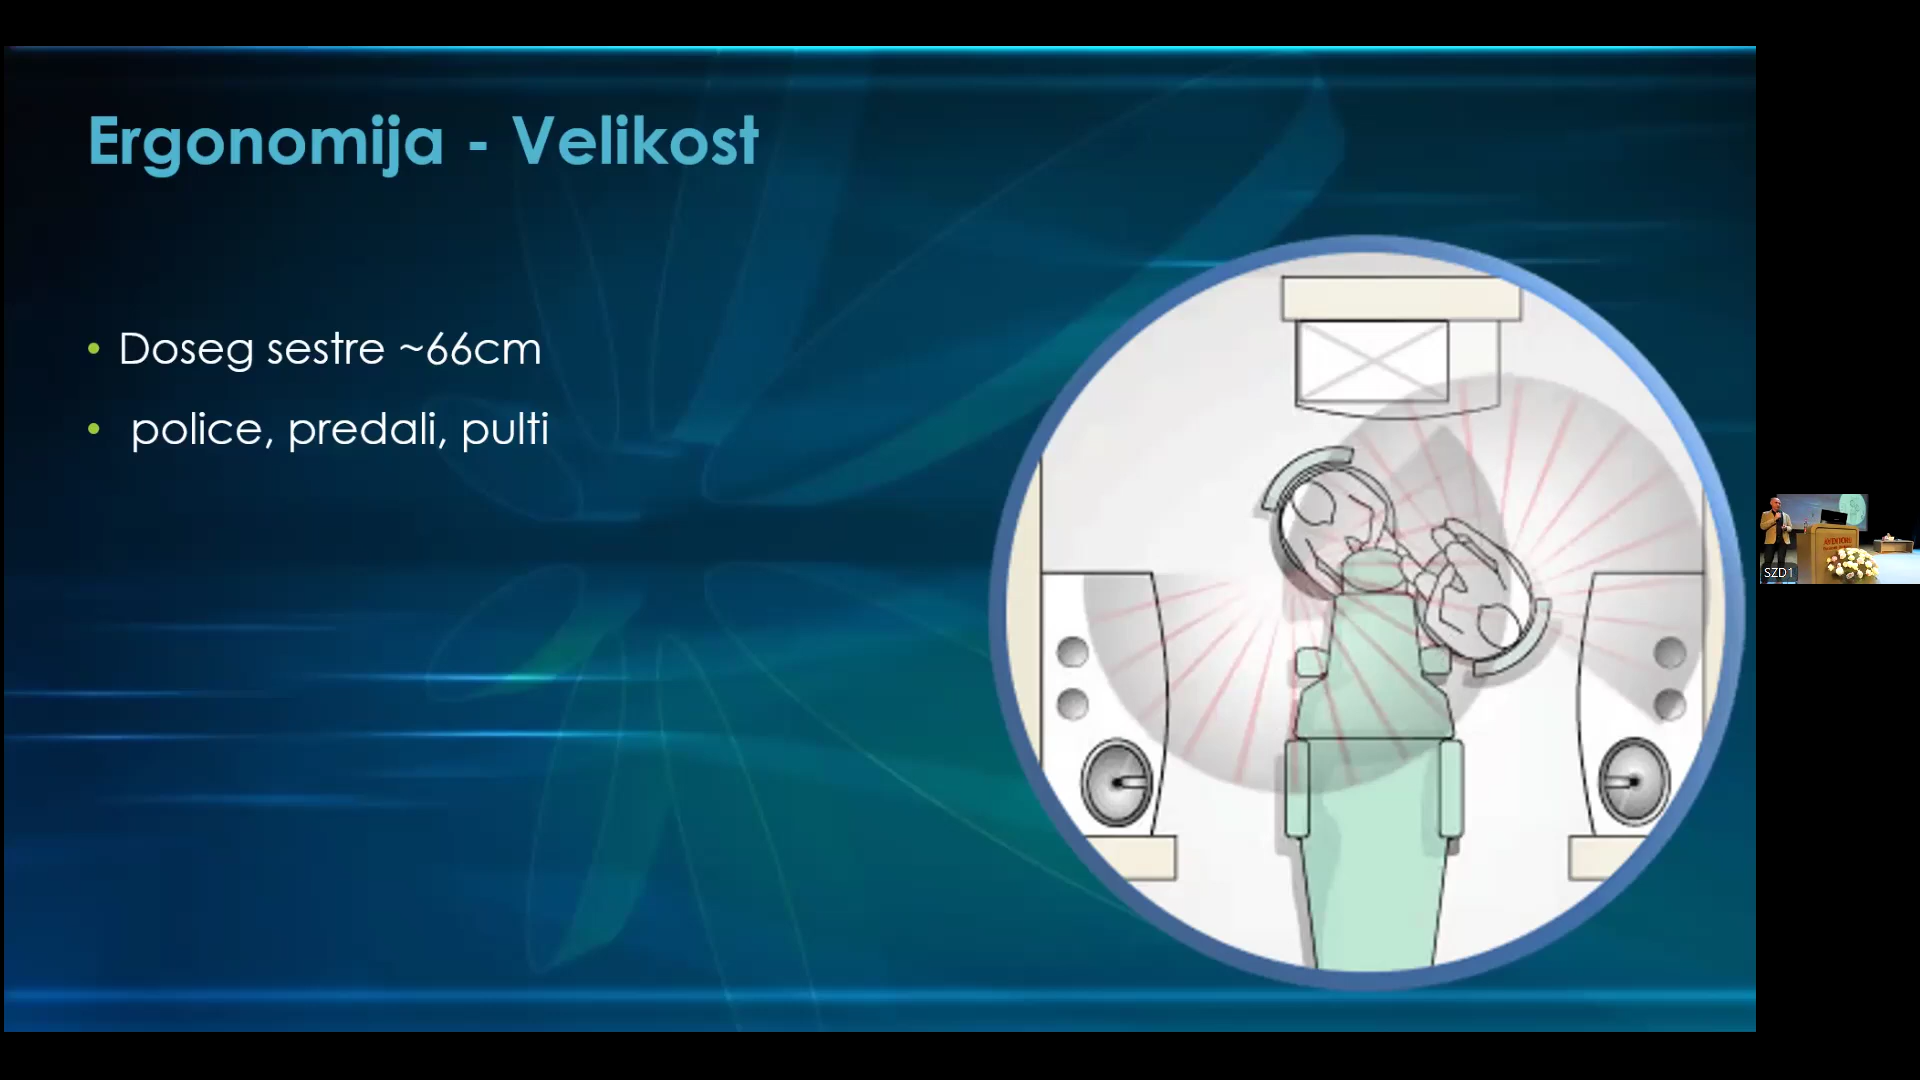 Ergonomija - Velikost
• Doseg sestre ~66cm
• police, predali, pulti
SZD1